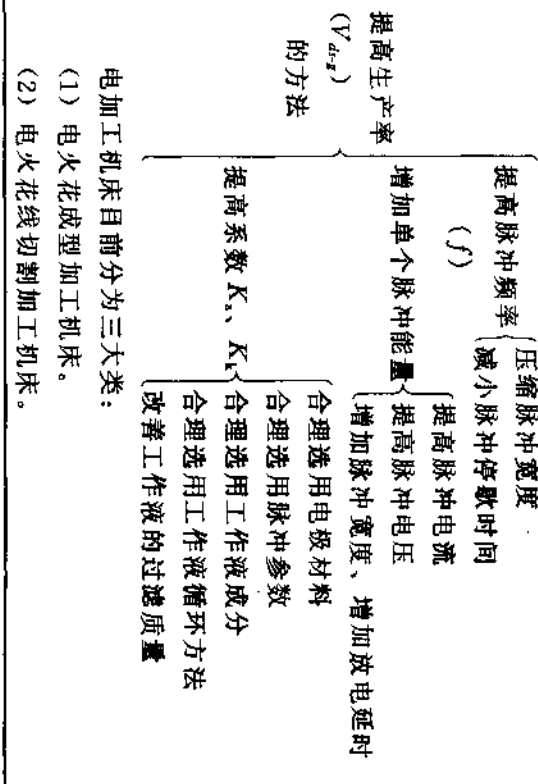 提高生产率
(V_{ds-g})
的方法
提高脉冲频率
(f)
压缩脉冲宽度
减小脉冲停歇时间
增加单个脉冲能量
提高脉冲电流
提高脉冲电压
增加脉冲宽度、增加放电延时
提高系数 Kₐ、Kₖ
合理选用电极材料
合理选用脉冲参数
合理选用工作液成分
合理选用工作液循环方法
改善工作液的过滤质量
电加工机床目前分为三大类:
(1) 电火花成型加工机床。
(2) 电火花线切割加工机床。